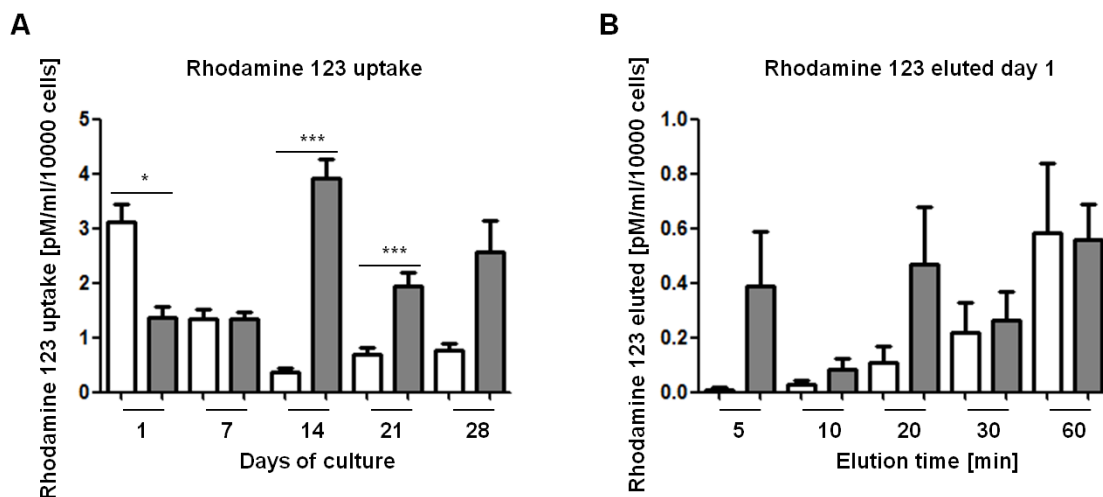 A
Rhodamine 123 uptake
Rhodamine 123 uptake [pM/ml/10000 cells]
5
4
3
2
1
0
*
***
***
1 7 14 21 28
Days of culture
B
Rhodamine 123 eluted day 1
Rhodamine 123 eluted [pM/ml/10000 cells]
1.0
0.8
0.6
0.4
0.2
0.0
5 10 20 30 60
Elution time [min]